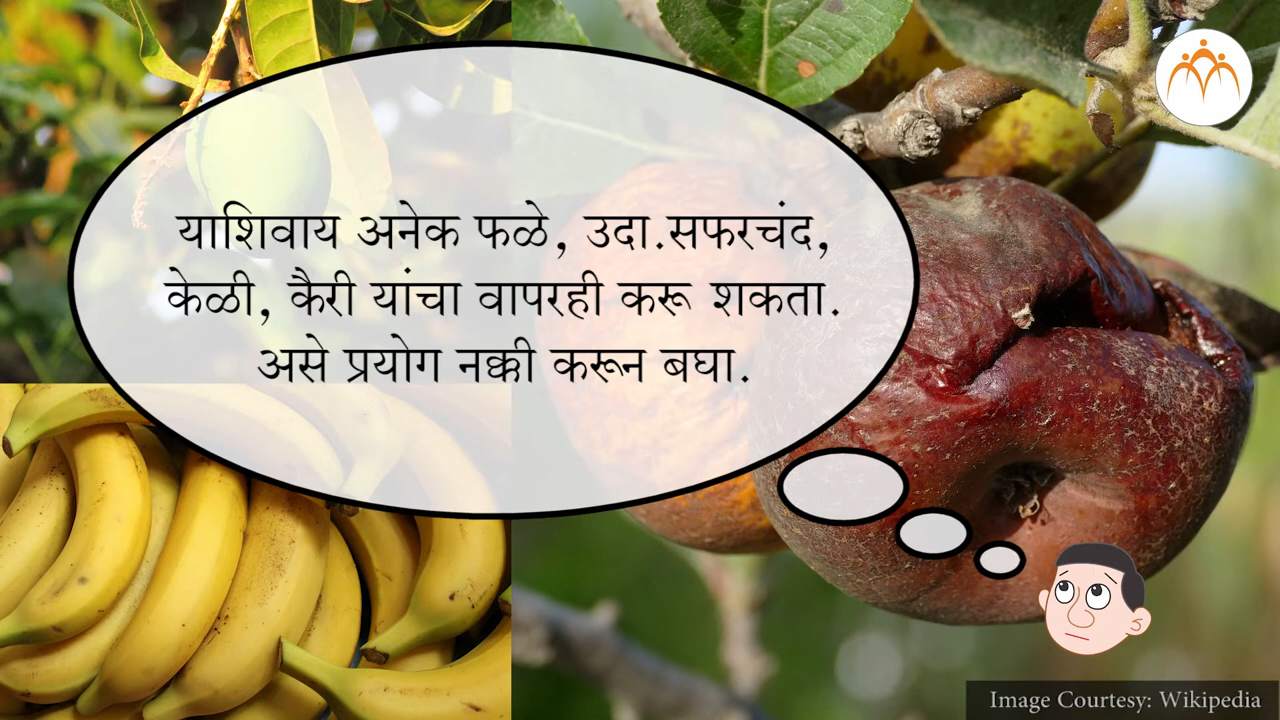 याशिवाय अनेक फळे, उदा.सफरचंद,
केळी, कैरी यांचा वापरही करू शकता.
असे प्रयोग नक्की करून बघा.
Image Courtesy: Wikipedia